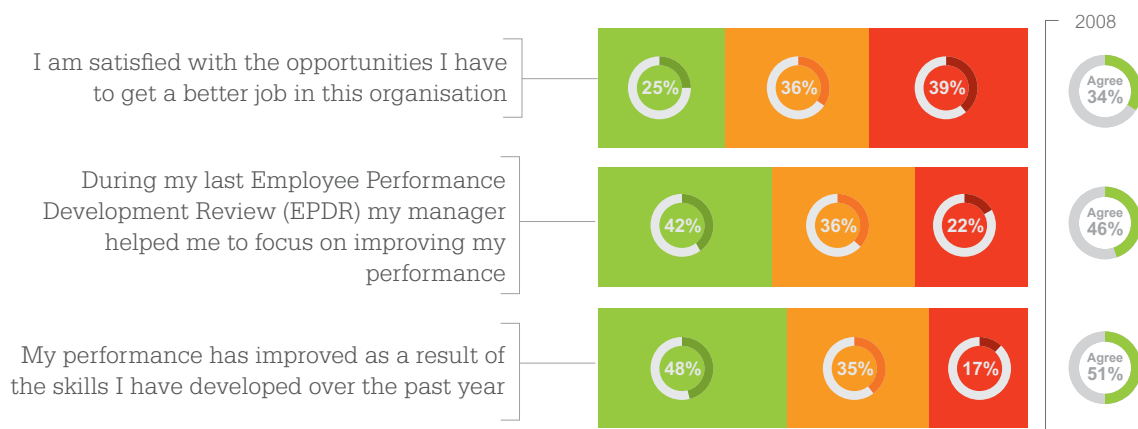 2008
I am satisfied with the opportunities I have
to get a better job in this organisation
25%
36%
39%
Agree
34%
During my last Employee Performance
Development Review (EPDR) my manager
helped me to focus on improving my
performance
42%
36%
22%
Agree
46%
My performance has improved as a result of
the skills I have developed over the past year
48%
35%
17%
Agree
51%